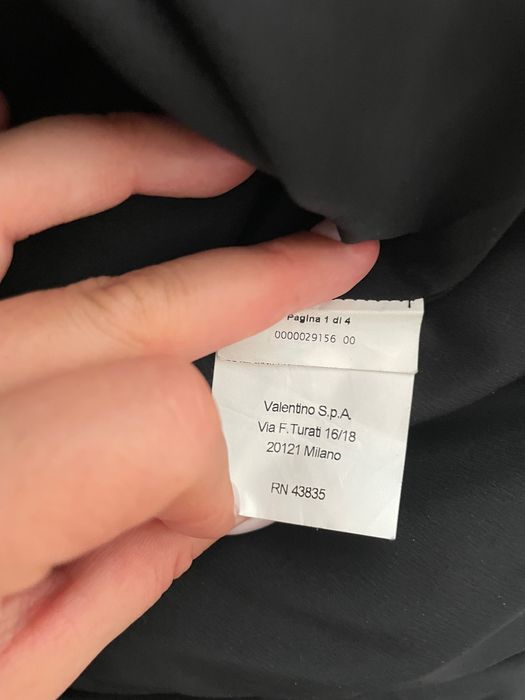 Pagina 1 di 4
0000029156 00
Valentino S.p.A.
Via F.Turati 16/18
20121 Milano
RN 43835